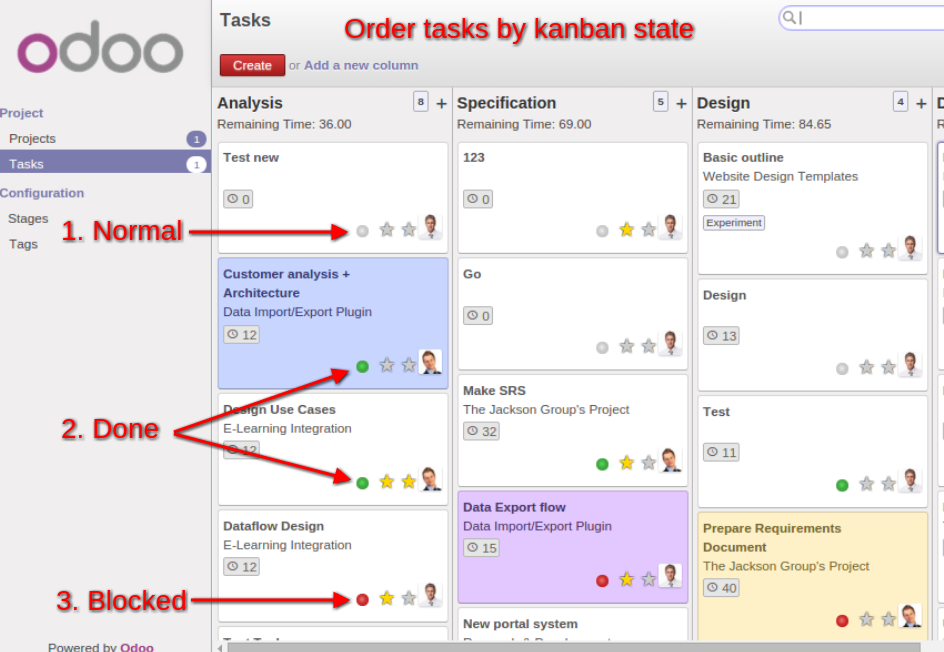 odoo
Project
Projects 1
Tasks 1
Configuration
Stages
Tags
Powered by Odoo
Tasks
Order tasks by kanban state
Create or Add a new column
Analysis 8 +
Remaining Time: 36.00
Test new
0
1. Normal
Customer analysis +
Architecture
Data Import/Export Plugin
12
2. Done
Design Use Cases
E-Learning Integration
12
Dataflow Design
E-Learning Integration
12
3. Blocked
Specification 5 +
Remaining Time: 69.00
123
0
Go
0
Make SRS
The Jackson Group's Project
32
Data Export flow
Data Import/Export Plugin
15
New portal system
Design 4 +
Remaining Time: 84.65
Basic outline
Website Design Templates
21
Experiment
Design
13
Test
11
Prepare Requirements
Document
The Jackson Group's Project
40